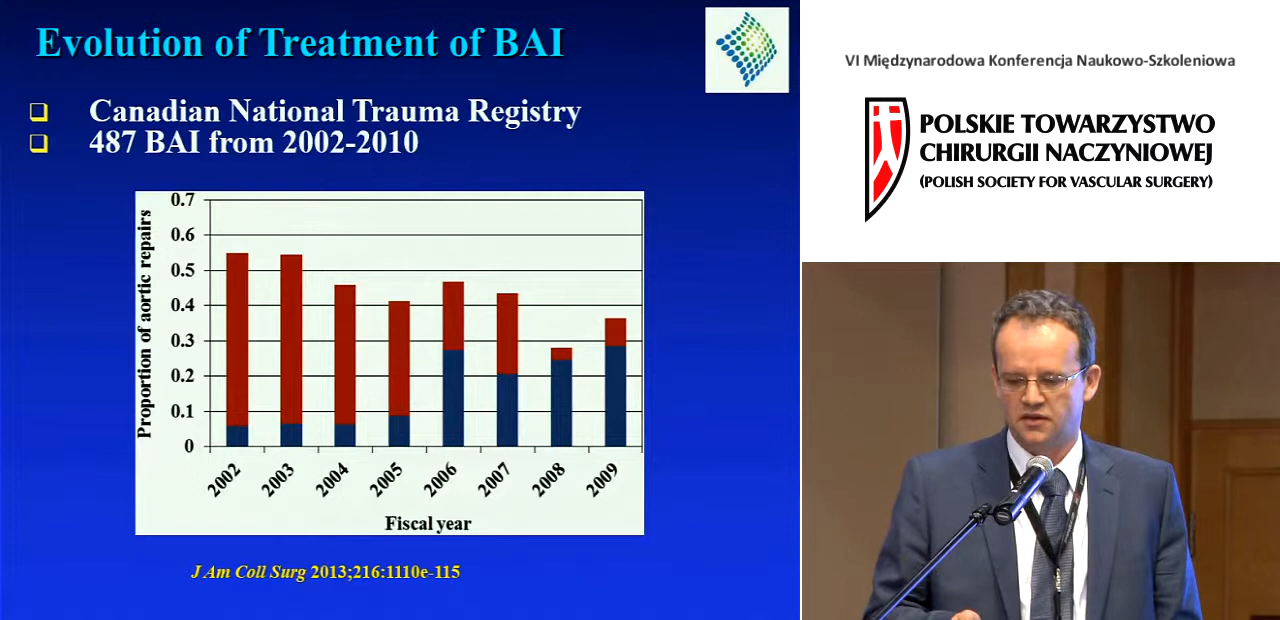 Evolution of Treatment of BAI
Canadian National Trauma Registry
487 BAI from 2002-2010
Proportion of aortic repairs
0.7
0.6
0.5
0.4
0.3
0.2
0.1
0
2002
2003
2004
2005
2006
2007
2008
2009
Fiscal year
J Am Coll Surg 2013;216:1110e-115
VI Międzynarodowa Konferencja Naukowo-Szkoleniowa
POLSKIE TOWARZYSTWO
CHIRURGII NACZYNIOWEJ
(POLISH SOCIETY FOR VASCULAR SURGERY)